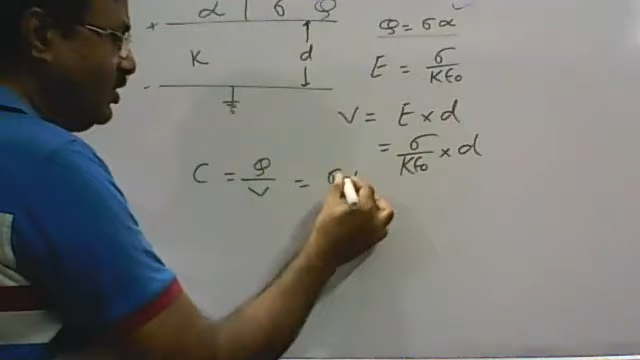 α σ Q
Q = σα
+
K d
E = σ/Kε₀
-
V = E × d
= σ/Kε₀ × d
C = Q/V = σ